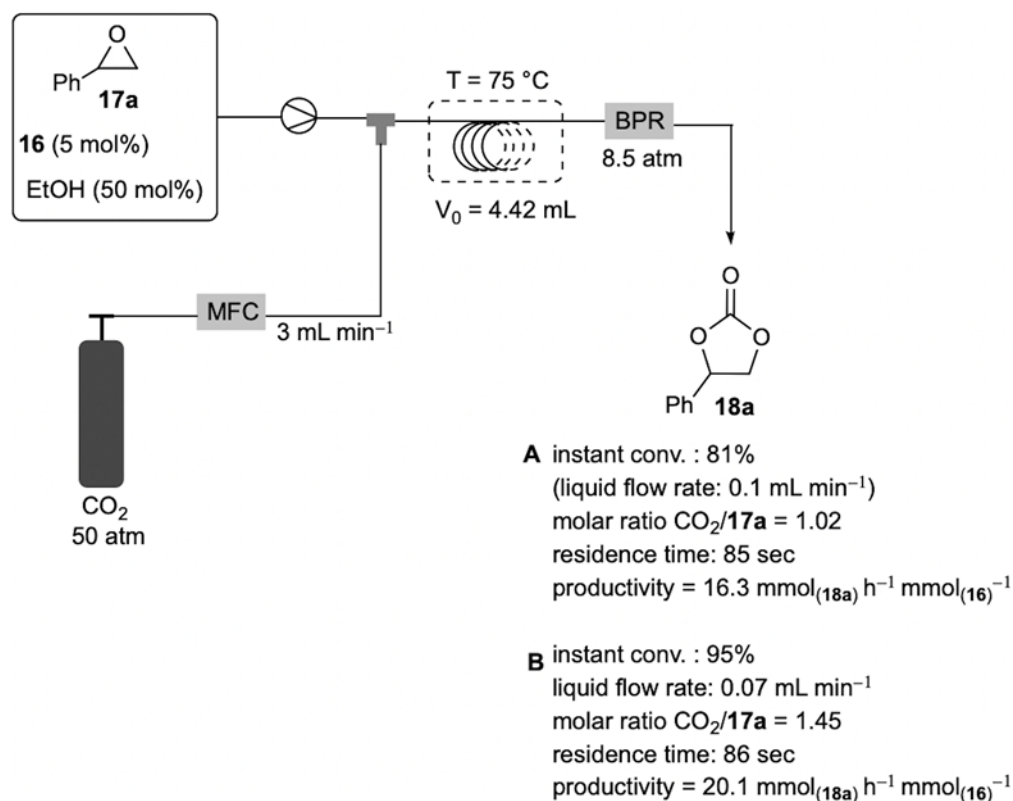 O
Ph
17a
16 (5 mol%)
EtOH (50 mol%)
T = 75 °C
V₀ = 4.42 mL
BPR
8.5 atm
MFC
3 mL min⁻¹
CO₂
50 atm
O
O
O
Ph 18a
A instant conv. : 81%
(liquid flow rate: 0.1 mL min⁻¹)
molar ratio CO₂/17a = 1.02
residence time: 85 sec
productivity = 16.3 mmol₍₁₈ₐ₎ h⁻¹ mmol₍₁₆₎⁻¹
B instant conv. : 95%
liquid flow rate: 0.07 mL min⁻¹
molar ratio CO₂/17a = 1.45
residence time: 86 sec
productivity = 20.1 mmol₍₁₈ₐ₎ h⁻¹ mmol₍₁₆₎⁻¹